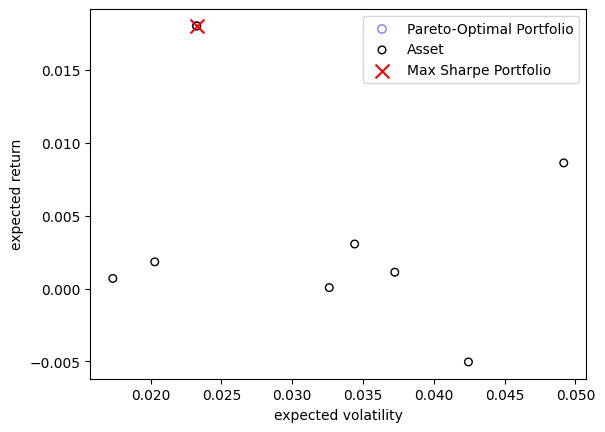 Pareto-Optimal Portfolio
Asset
Max Sharpe Portfolio
0.015
0.010
0.005
0.000
−0.005
expected return
0.020 0.025 0.030 0.035 0.040 0.045 0.050
expected volatility